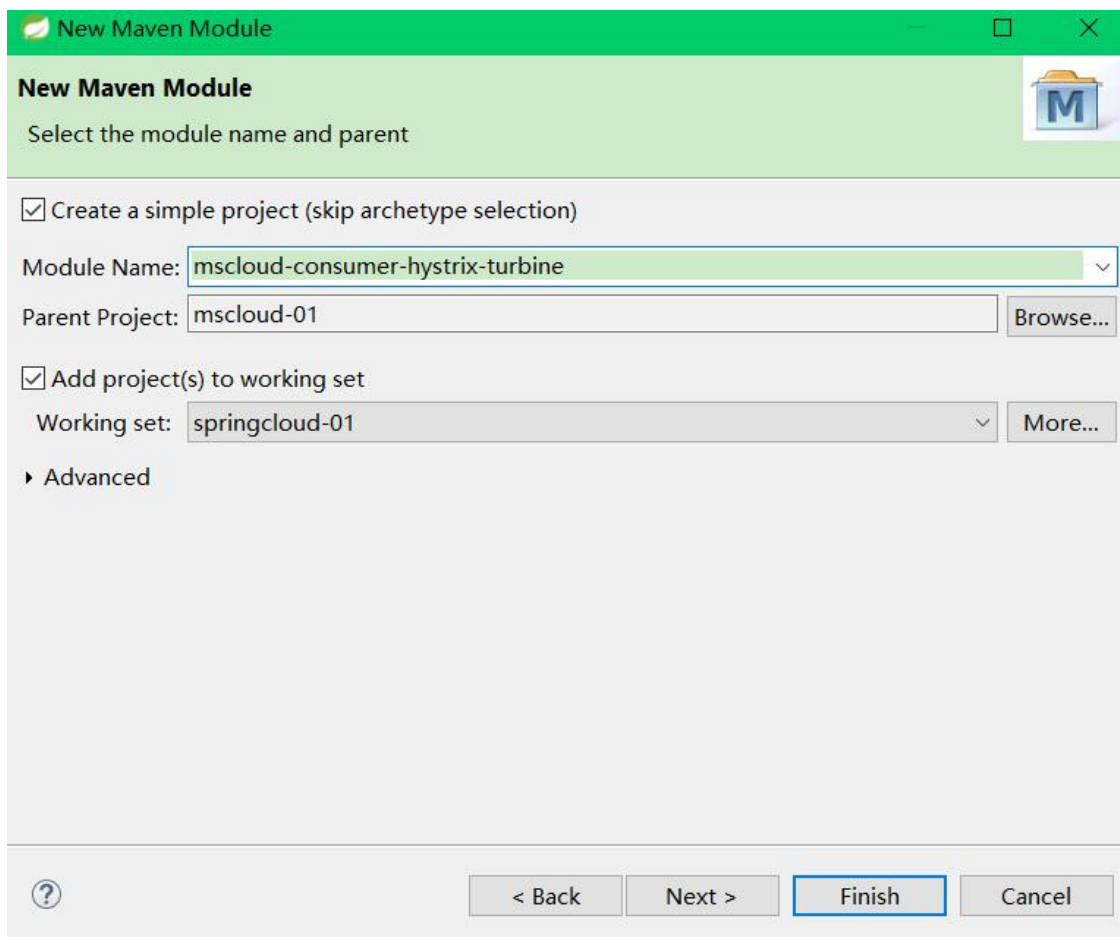 New Maven Module
New Maven Module
Select the module name and parent
M
Create a simple project (skip archetype selection)
Module Name: mscloud-consumer-hystrix-turbine
Parent Project: mscloud-01 Browse...
Add project(s) to working set
Working set: springcloud-01 More...
Advanced
? < Back Next > Finish Cancel